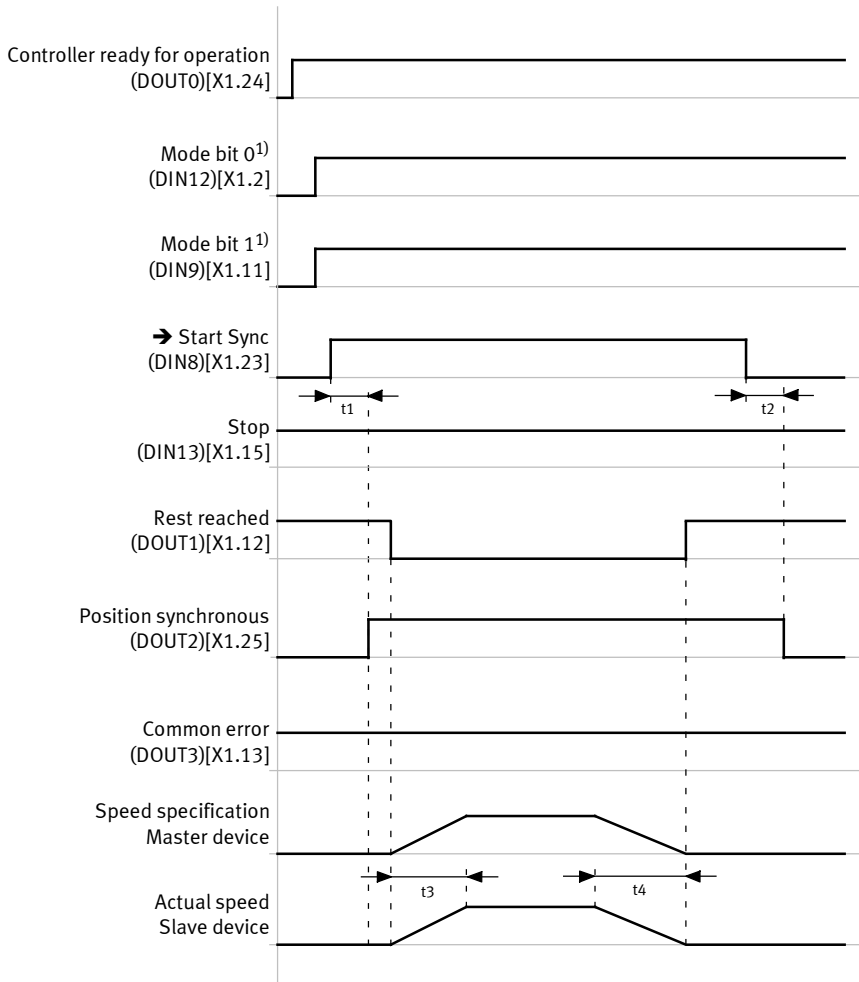 Controller ready for operation
(DOUT0)[X1.24]
Mode bit 0¹⁾
(DIN12)[X1.2]
Mode bit 1¹⁾
(DIN9)[X1.11]
➔ Start Sync
(DIN8)[X1.23]
t1
t2
Stop
(DIN13)[X1.15]
Rest reached
(DOUT1)[X1.12]
Position synchronous
(DOUT2)[X1.25]
Common error
(DOUT3)[X1.13]
Speed specification
Master device
t3
t4
Actual speed
Slave device